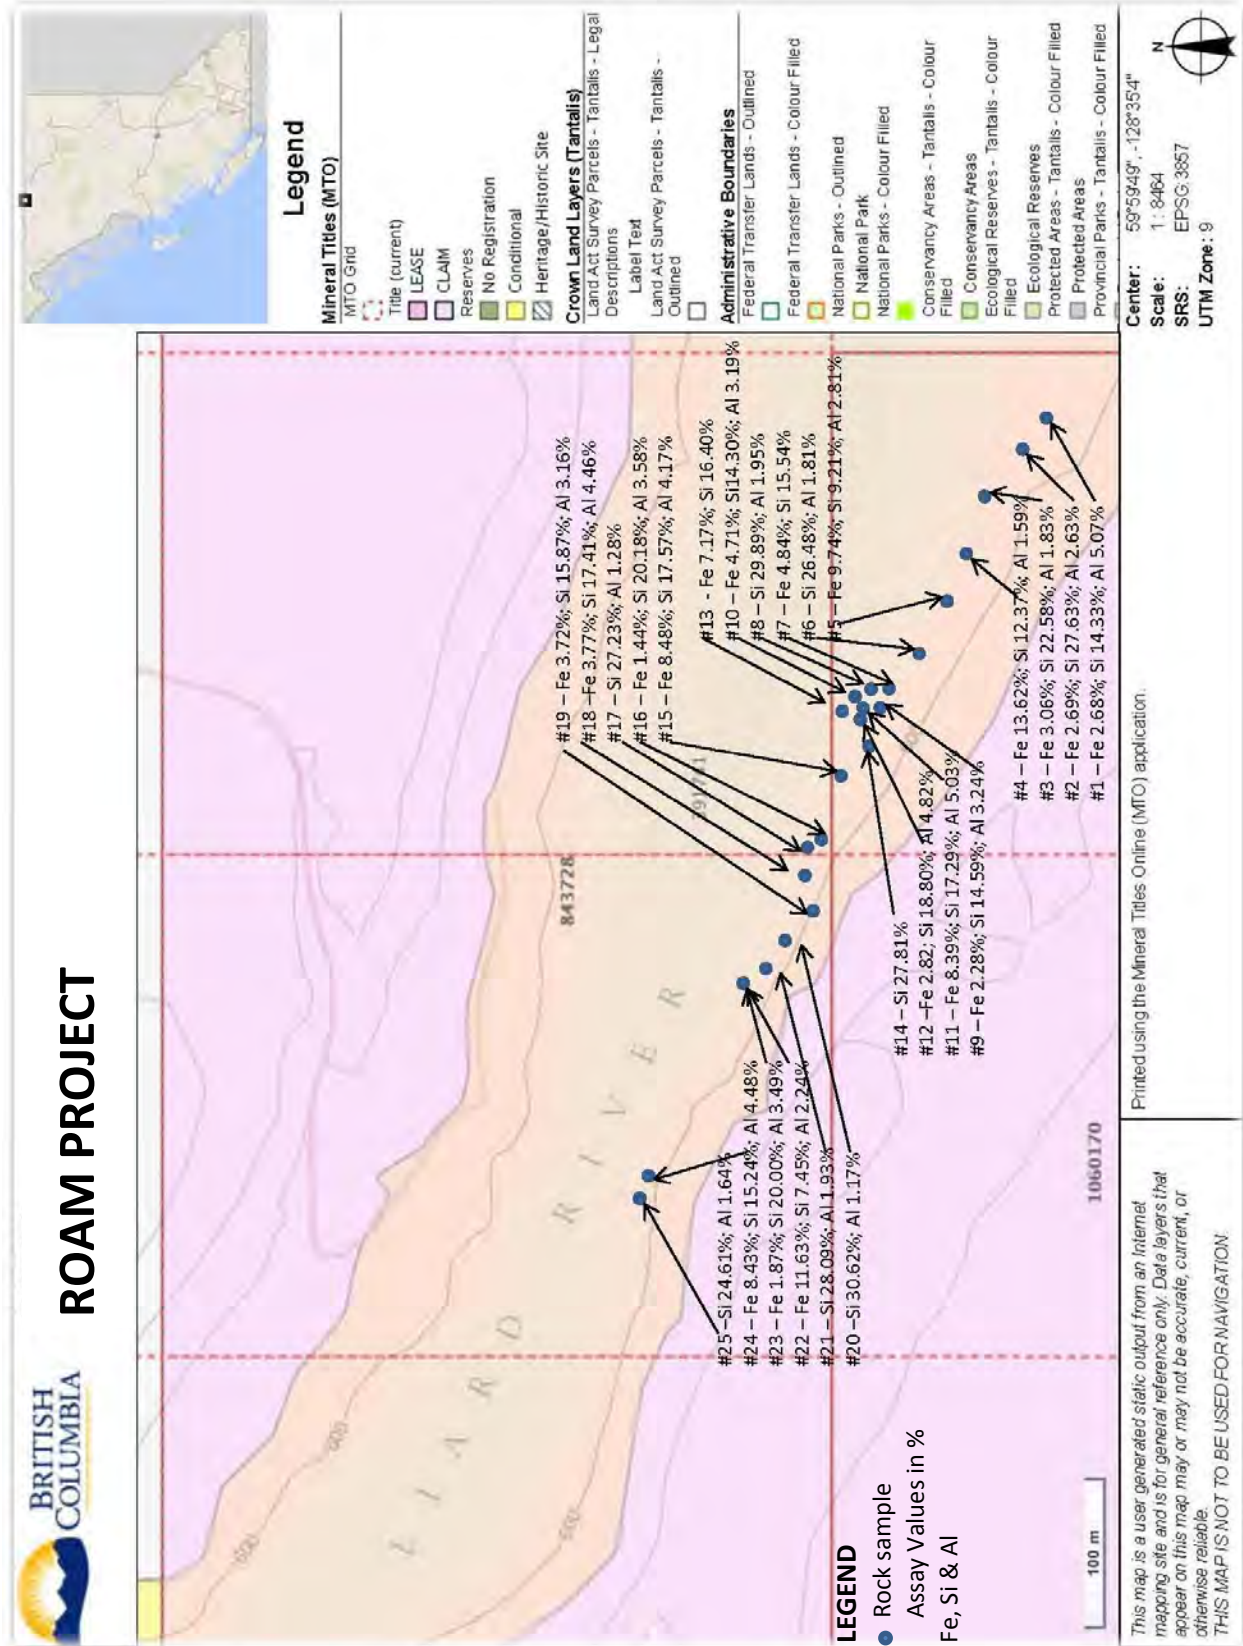 BRITISH
COLUMBIA
ROAM PROJECT
#19 – Fe 3.72%; Si 15.87%; Al 3.16%
#18 –Fe 3.77%; Si 17.41%; Al 4.46%
#17 – Si 27.23%; Al 1.28%
#16 – Fe 1.44%; Si 20.18%; Al 3.58%
#15 – Fe 8.48%; Si 17.57%; Al 4.17%
#13 - Fe 7.17%; Si 16.40%
#10 – Fe 4.71%; Si14.30%; Al 3.19%
#8 – Si 29.89%; Al 1.95%
#7 – Fe 4.84%; Si 15.54%
#6 – Si 26.48%; Al 1.81%
#5 – Fe 9.74%; Si 9.21%; Al 2.81%
843728
600
600
L I A R D R I V E R
#25 –Si 24.61%; Al 1.64%
#24 – Fe 8.43%; Si 15.24%; Al 4.48%
#23 – Fe 1.87%; Si 20.00%; Al 3.49%
#22 – Fe 11.63%; Si 7.45%; Al 2.24%
#21 – Si 28.09%; Al 1.93%
#20 –Si 30.62%; Al 1.17%
#14 – Si 27.81%
#12 –Fe 2.82; Si 18.80%; Al 4.82%
#11 – Fe 8.39%; Si 17.29%; Al 5.03%
#9 – Fe 2.28%; Si 14.59%; Al 3.24%
#4 – Fe 13.62%; Si 12.37%; Al 1.59%
#3 – Fe 3.06%; Si 22.58%; Al 1.83%
#2 – Fe 2.69%; Si 27.63%; Al 2.63%
#1 – Fe 2.68%; Si 14.33%; Al 5.07%
LEGEND
Rock sample
Assay Values in %
Fe, Si & Al
100 m
1060170
Legend
Mineral Titles (MTO)
MTO Grid
Title (current)
LEASE
CLAIM
Reserves
No Registration
Conditional
Heritage/Historic Site
Crown Land Layers (Tantalis)
Land Act Survey Parcels - Tantalis - Legal
Descriptions
Label Text
Land Act Survey Parcels - Tantalis -
Outlined
Administrative Boundaries
Federal Transfer Lands - Outlined
Federal Transfer Lands - Colour Filled
National Parks - Outlined
National Park
National Parks - Colour Filled
Conservancy Areas - Tantalis - Colour
Filled
Conservancy Areas
Ecological Reserves - Tantalis - Colour
Filled
Ecological Reserves
Protected Areas - Tantalis - Colour Filled
Protected Areas
Provincial Parks - Tantalis - Colour Filled
Center: 59°59'49", -128°35'4"
Scale: 1 : 8464
SRS: EPSG:3857
UTM Zone: 9
N
This map is a user generated static output from an Internet
mapping site and is for general reference only. Data layers that
appear on this map may or may not be accurate, current, or
otherwise reliable.
THIS MAP IS NOT TO BE USED FOR NAVIGATION.
Printed using the Mineral Titles Online (MTO) application.